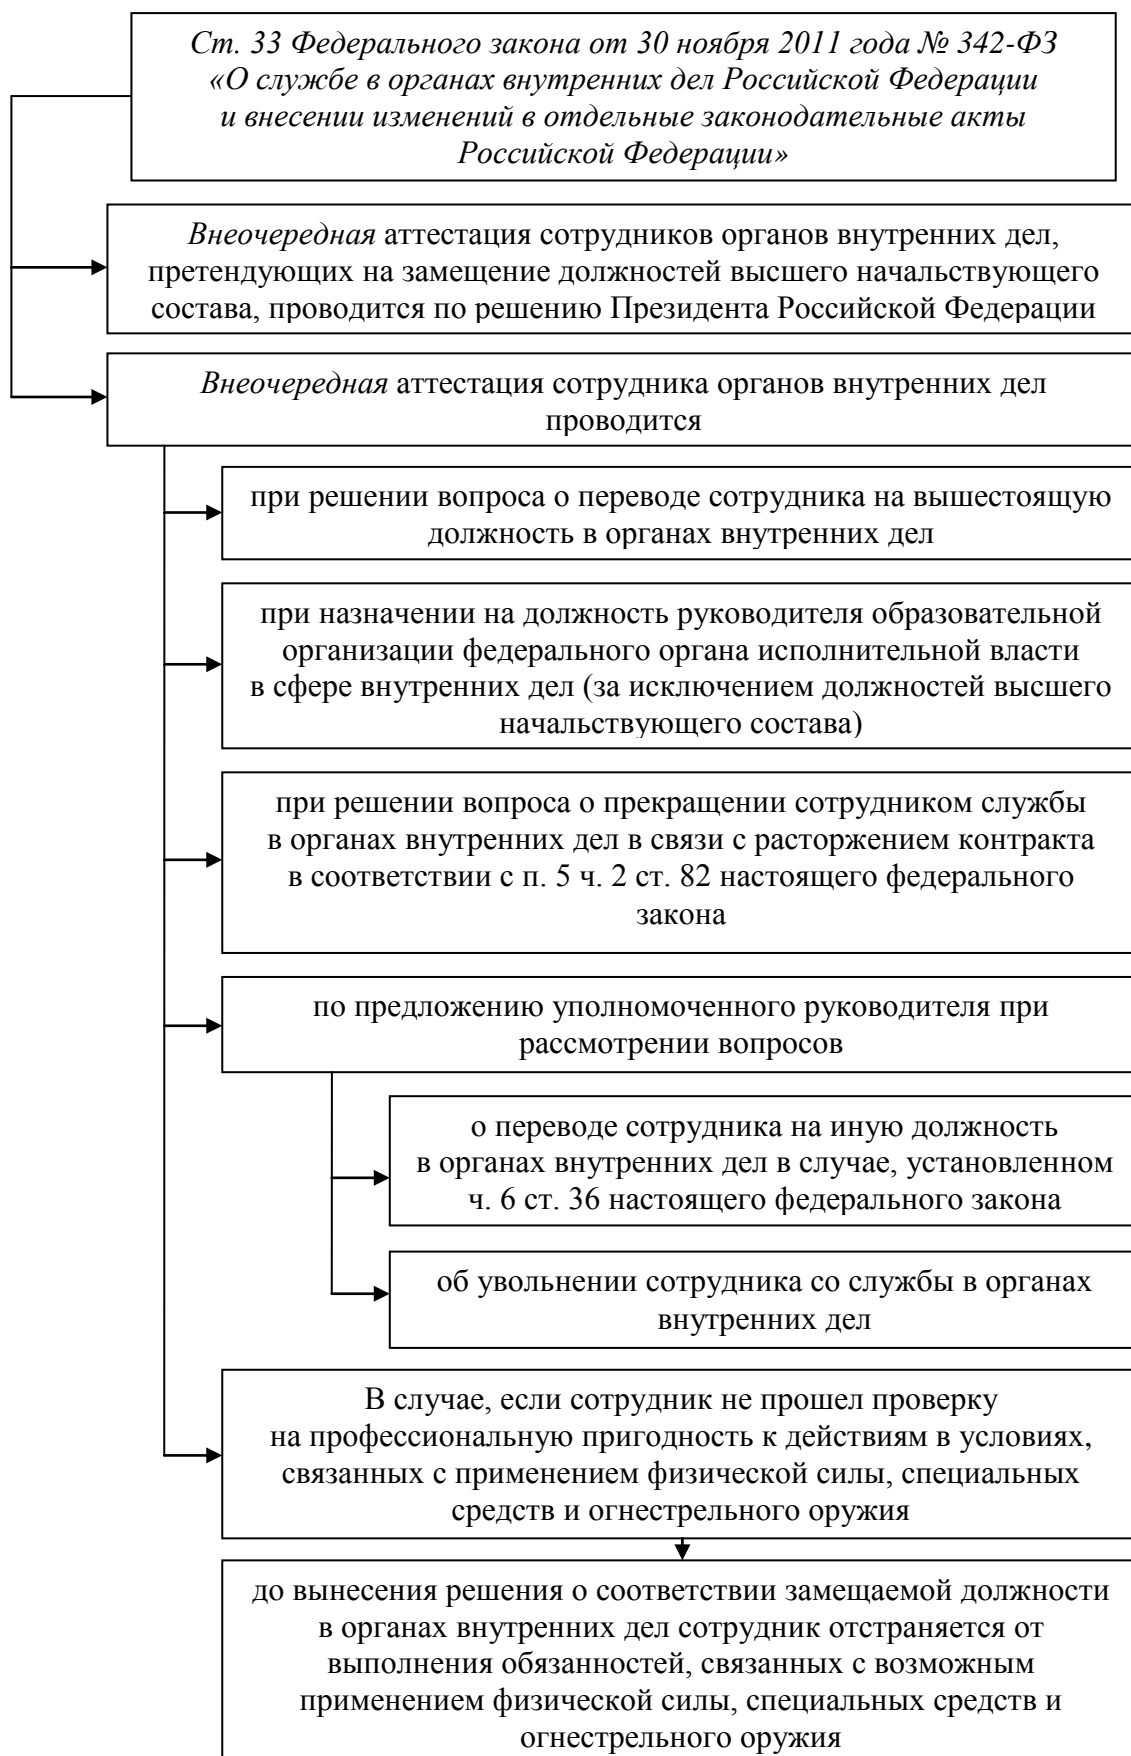 Ст. 33 Федерального закона от 30 ноября 2011 года № 342-ФЗ
«О службе в органах внутренних дел Российской Федерации
и внесении изменений в отдельные законодательные акты
Российской Федерации»
Внеочередная аттестация сотрудников органов внутренних дел,
претендующих на замещение должностей высшего начальствующего
состава, проводится по решению Президента Российской Федерации
Внеочередная аттестация сотрудника органов внутренних дел
проводится
при решении вопроса о переводе сотрудника на вышестоящую
должность в органах внутренних дел
при назначении на должность руководителя образовательной
организации федерального органа исполнительной власти
в сфере внутренних дел (за исключением должностей высшего
начальствующего состава)
при решении вопроса о прекращении сотрудником службы
в органах внутренних дел в связи с расторжением контракта
в соответствии с п. 5 ч. 2 ст. 82 настоящего федерального
закона
по предложению уполномоченного руководителя при
рассмотрении вопросов
о переводе сотрудника на иную должность
в органах внутренних дел в случае, установленном
ч. 6 ст. 36 настоящего федерального закона
об увольнении сотрудника со службы в органах
внутренних дел
В случае, если сотрудник не прошел проверку
на профессиональную пригодность к действиям в условиях,
связанных с применением физической силы, специальных
средств и огнестрельного оружия
до вынесения решения о соответствии замещаемой должности
в органах внутренних дел сотрудник отстраняется от
выполнения обязанностей, связанных с возможным
применением физической силы, специальных средств и
огнестрельного оружия